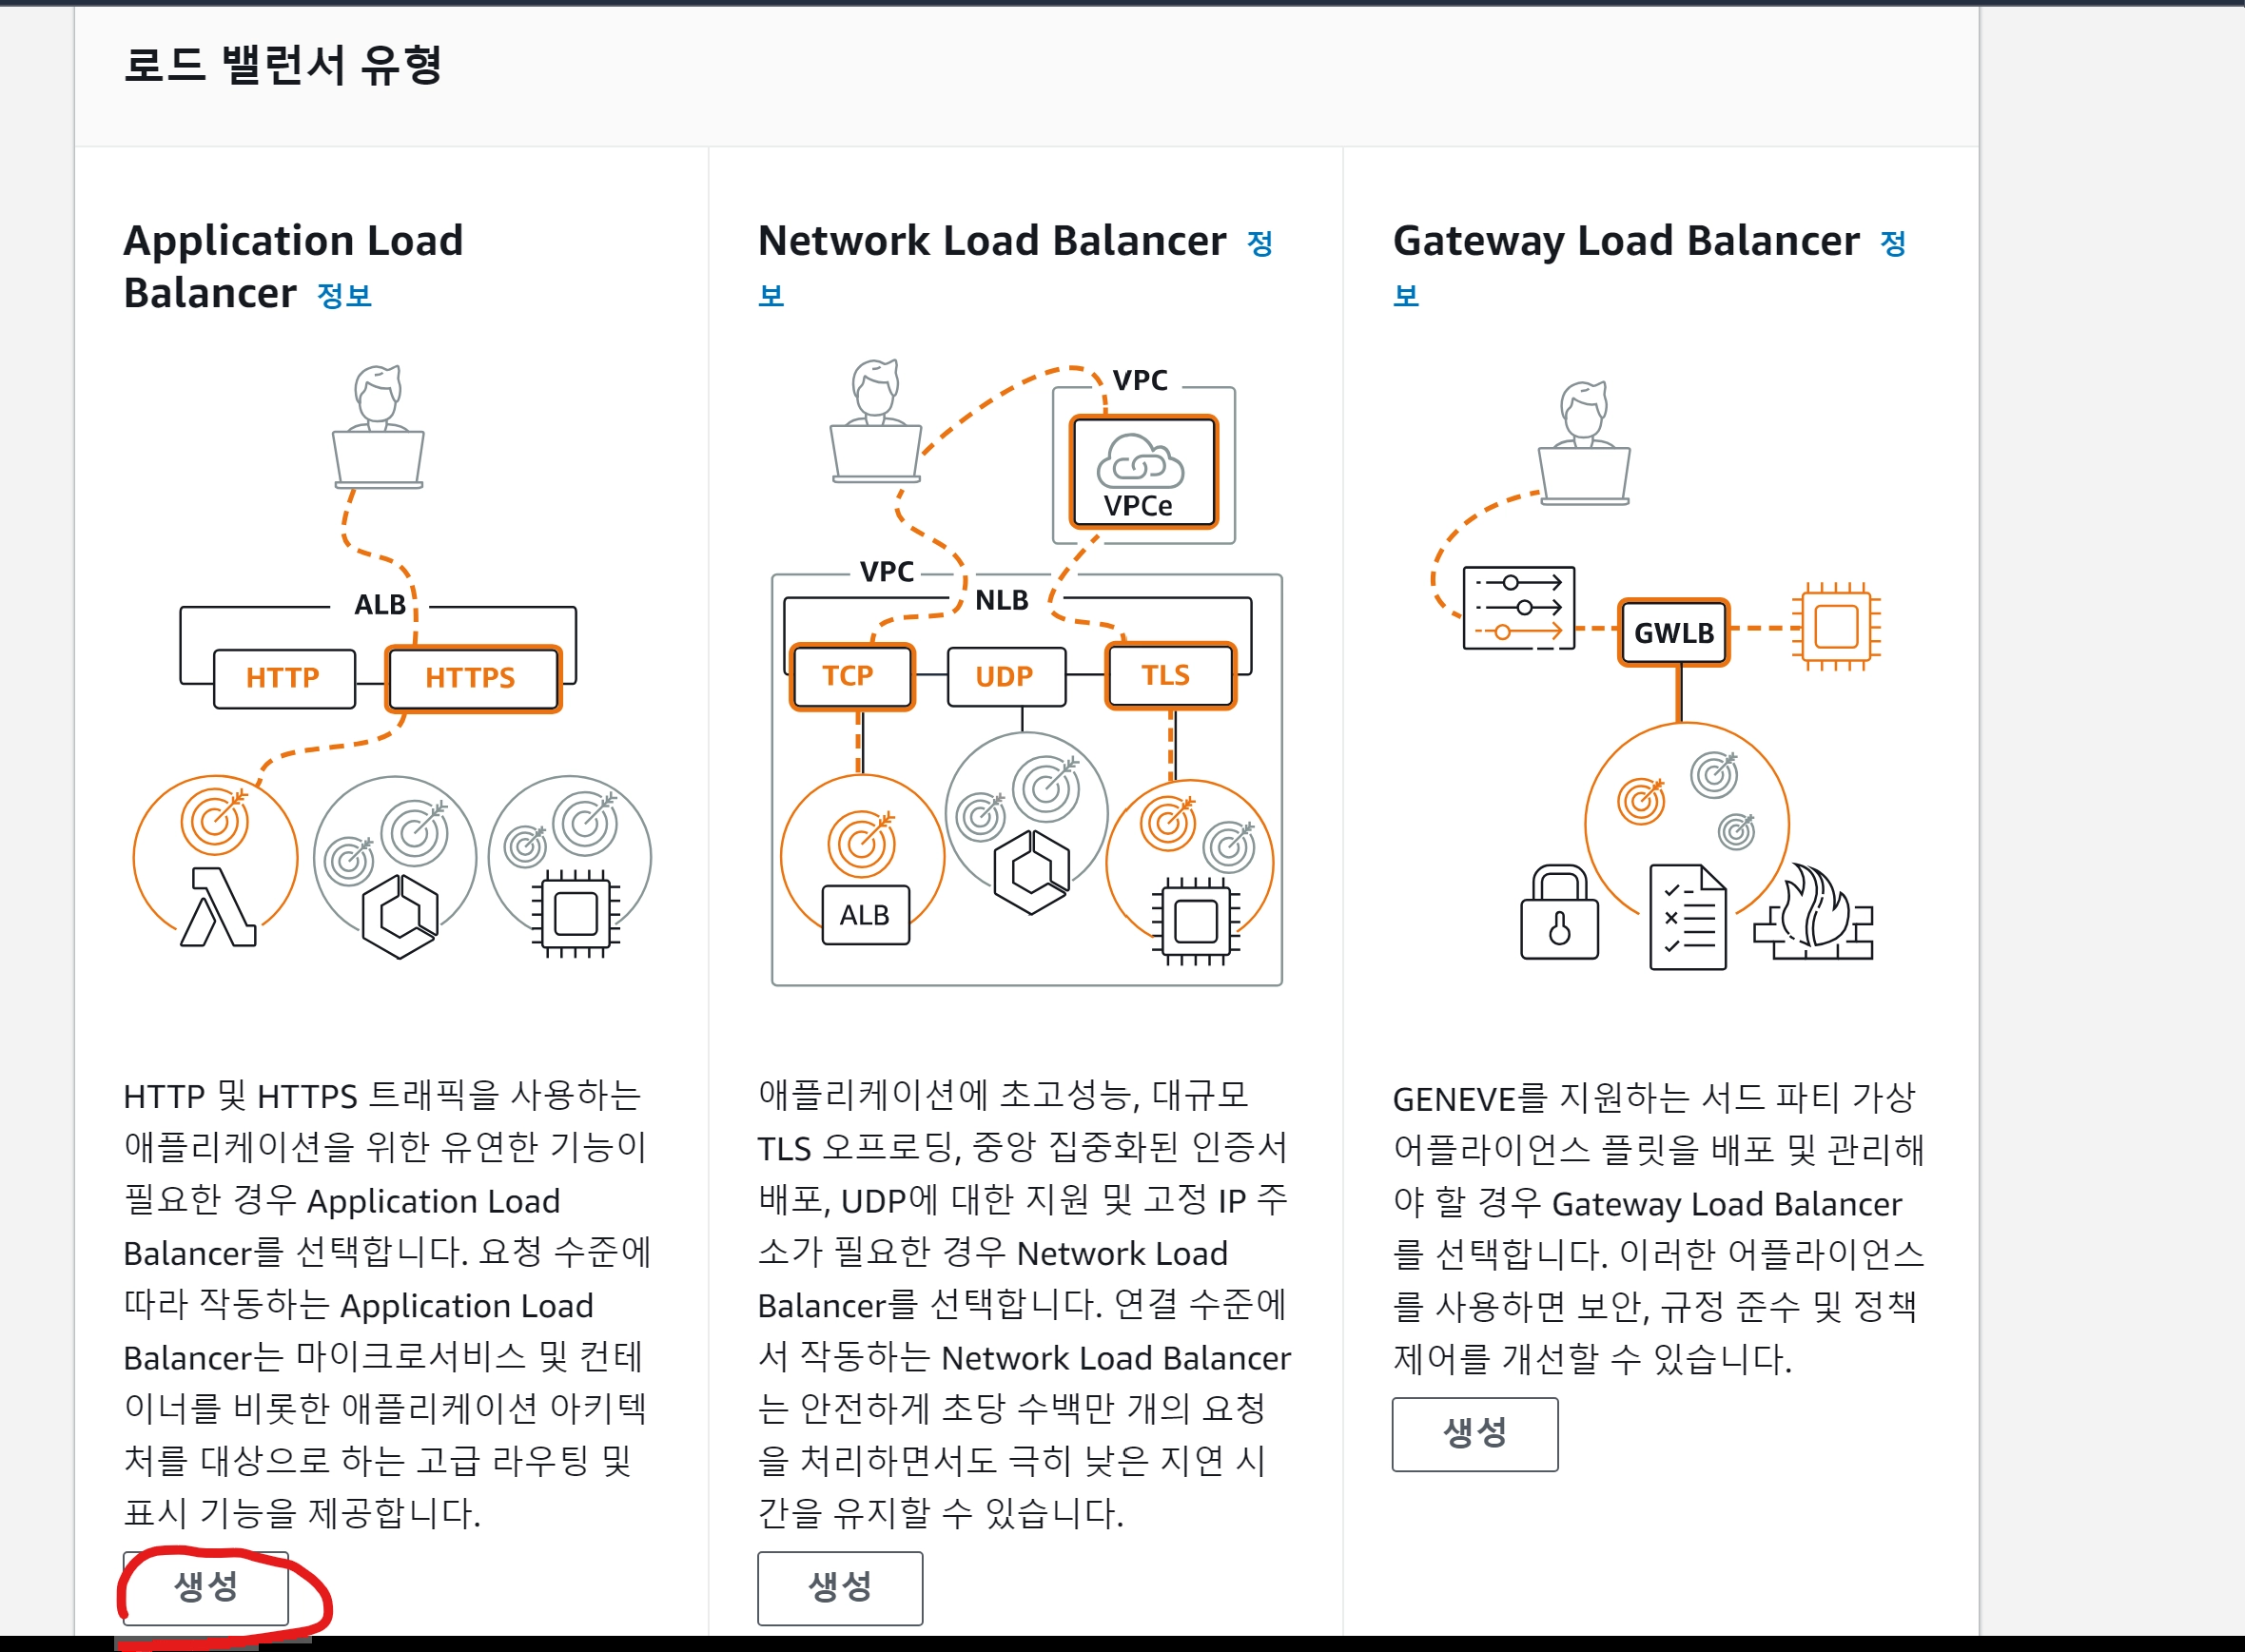 로드 밸런서 유형
Application Load
Balancer 정보
ALB
HTTP
HTTPS
HTTP 및 HTTPS 트래픽을 사용하는
애플리케이션을 위한 유연한 기능이
필요한 경우 Application Load
Balancer를 선택합니다. 요청 수준에
따라 작동하는 Application Load
Balancer는 마이크로서비스 및 컨테
이너를 비롯한 애플리케이션 아키텍
처를 대상으로 하는 고급 라우팅 및
표시 기능을 제공합니다.
생성
Network Load Balancer 정
보
VPC
VPCe
VPC
NLB
TCP
UDP
TLS
ALB
애플리케이션에 초고성능, 대규모
TLS 오프로딩, 중앙 집중화된 인증서
배포, UDP에 대한 지원 및 고정 IP 주
소가 필요한 경우 Network Load
Balancer를 선택합니다. 연결 수준에
서 작동하는 Network Load Balancer
는 안전하게 초당 수백만 개의 요청
을 처리하면서도 극히 낮은 지연 시
간을 유지할 수 있습니다.
생성
Gateway Load Balancer 정
보
GWLB
GENEVE를 지원하는 서드 파티 가상
어플라이언스 플릿을 배포 및 관리해
야 할 경우 Gateway Load Balancer
를 선택합니다. 이러한 어플라이언스
를 사용하면 보안, 규정 준수 및 정책
제어를 개선할 수 있습니다.
생성